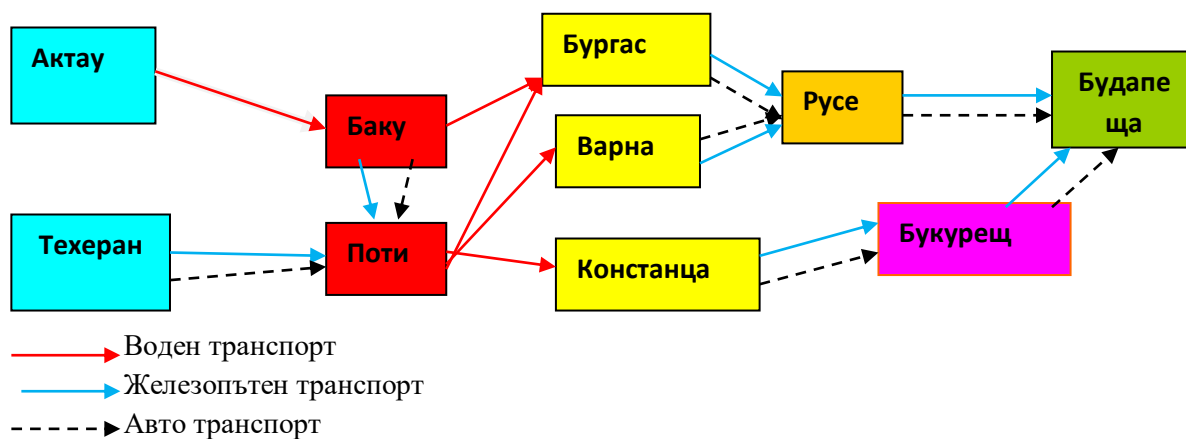 Актау
Бургас
Баку
Варна
Русе
Будапе
ща
Техеран
Поти
Констанца
Букурещ
Воден транспорт
Железопътен транспорт
Авто транспорт